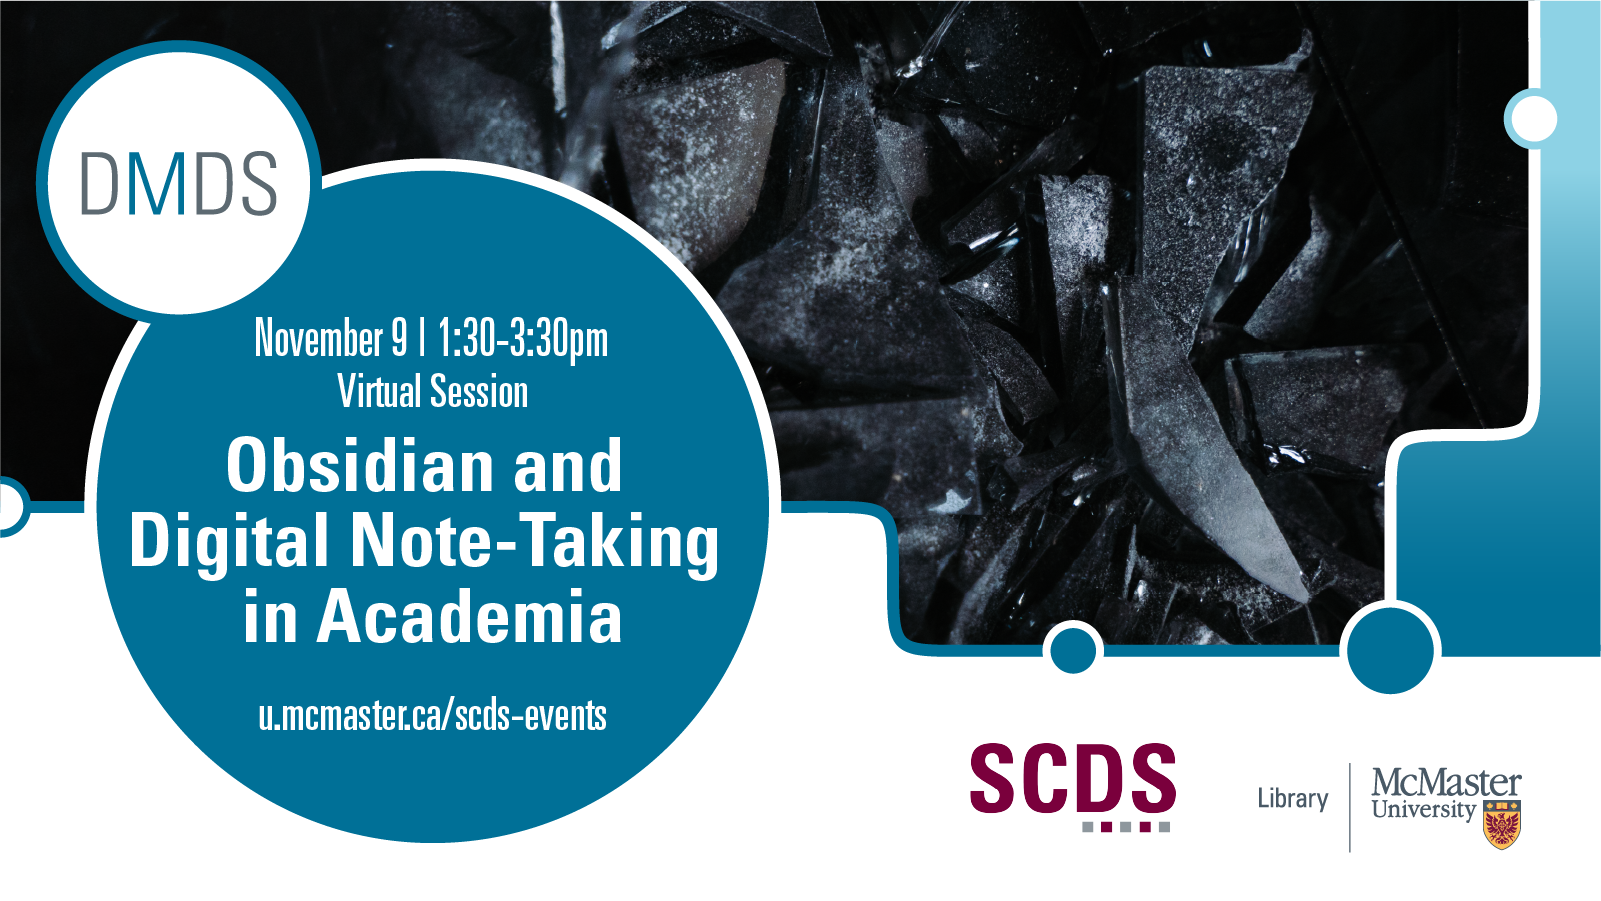 DMDS
November 9 | 1:30-3:30pm
Virtual Session
Obsidian and
Digital Note-Taking
in Academia
u.mcmaster.ca/scds-events
SCDS
Library
McMaster
University